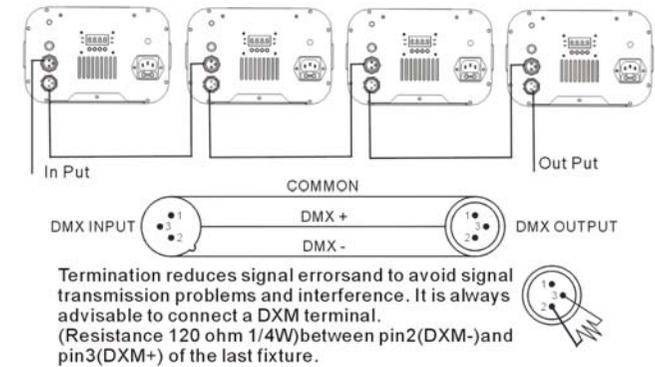 In Put
Out Put
COMMON
DMX INPUT
1
3
2
DMX +
DMX -
1
3
2
DMX OUTPUT
Termination reduces signal errorsand to avoid signal
transmission problems and interference. It is always
advisable to connect a DXM terminal.
(Resistance 120 ohm 1/4W)between pin2(DXM-)and
pin3(DXM+) of the last fixture.
1
3
2